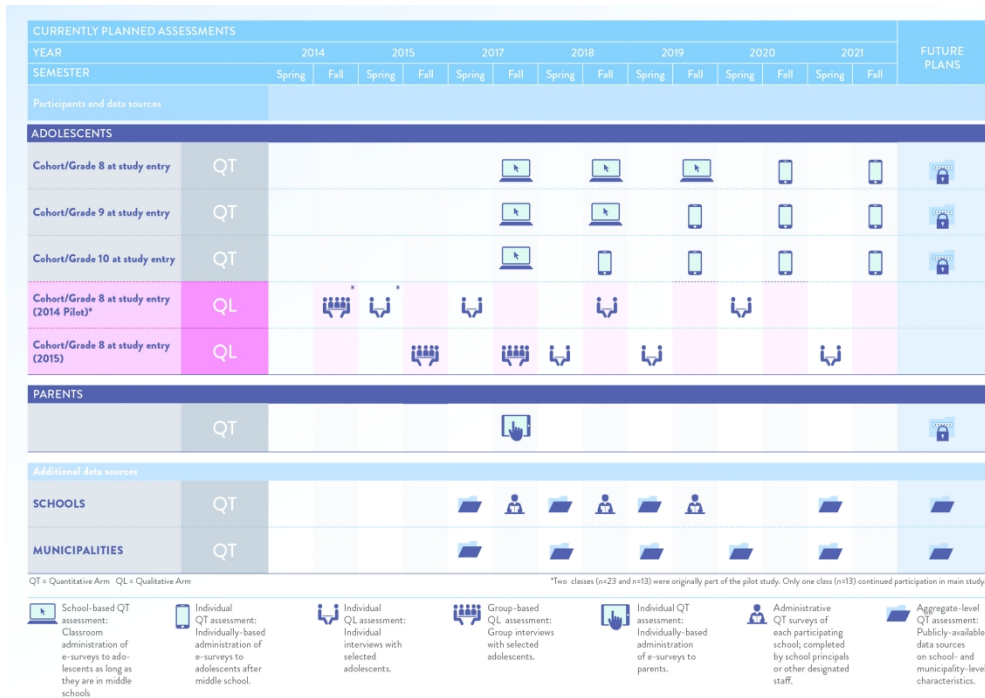 CURRENTLY PLANNED ASSESSMENTS
YEAR 2014 2015 2017 2018 2019 2020 2021 FUTURE PLANS
SEMESTER Spring Fall Spring Fall Spring Fall Spring Fall Spring Fall Spring Fall Spring Fall
Participants and data sources
ADOLESCENTS
Cohort/Grade 8 at study entry QT
Cohort/Grade 9 at study entry QT
Cohort/Grade 10 at study entry QT
Cohort/Grade 8 at study entry
(2014 Pilot)* QL * *
Cohort/Grade 8 at study entry
(2015) QL
PARENTS
QT
Additional data sources
SCHOOLS QT
MUNICIPALITIES QT
QT = Quantitative Arm QL = Qualitative Arm
*Two classes (n=23 and n=13) were originally part of the pilot study. Only one class (n=13) continued participation in main study.
School-based QT
assessment:
Classroom
administration of
e-surveys to ado-
lescents as long as
they are in middle
schools
Individual
QT assessment:
Individually-based
administration of
e-surveys to
adolescents after
middle school.
Individual
QL assessment:
Individual
interviews with
selected
adolescents.
Group-based
QL assessment:
Group interviews
with selected
adolescents.
Individual QT
assessment:
Individually-based
administration
of e-surveys to
parents.
Administrative
QT surveys of
each participating
school; completed
by school principals
or other designated
staff.
Aggregate-level
QT assessment:
Publicly-available
data sources
on school- and
municipality-level
characteristics.